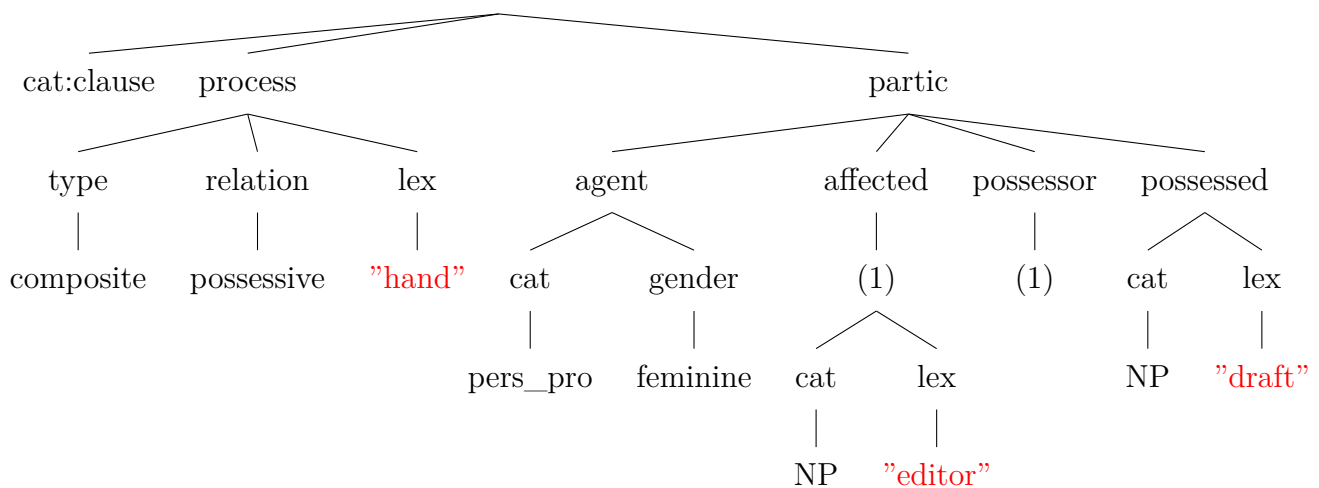 cat:clause process partic
type relation lex agent affected possessor possessed
composite possessive ”hand” cat gender (1) (1) cat lex
pers_pro feminine cat lex NP ”draft”
NP ”editor”